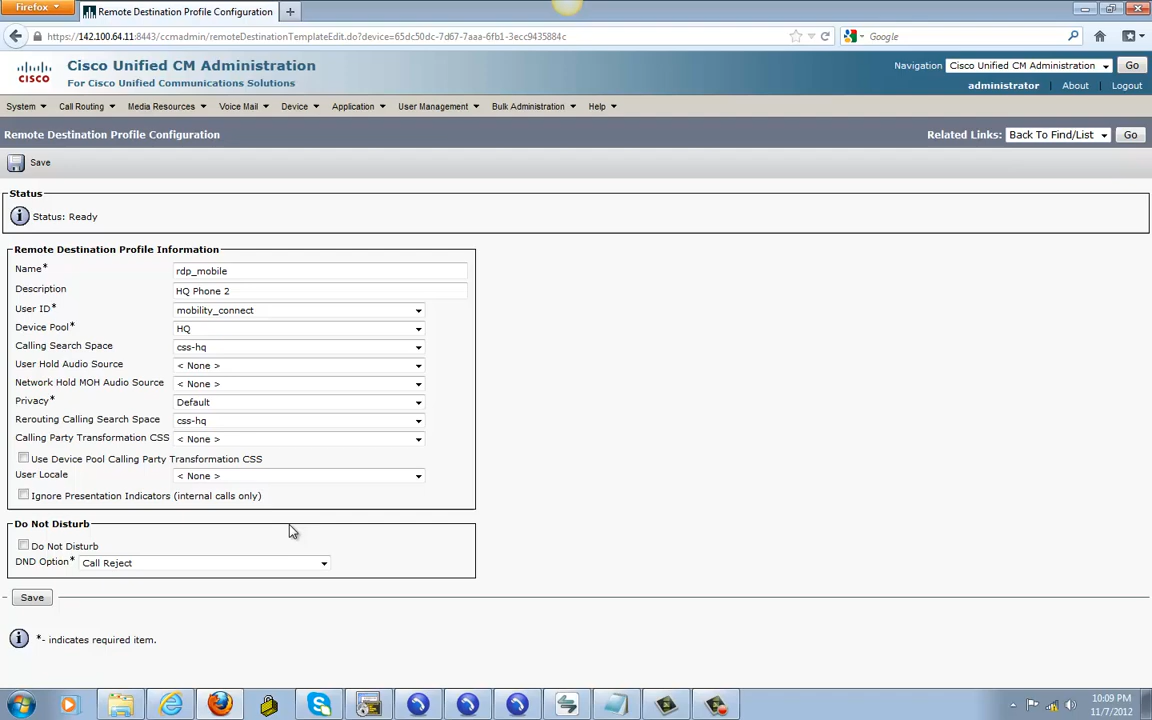 Firefox
Remote Destination Profile Configuration
https://142.100.64.11:8443/ccmadmin/remoteDestinationTemplateEdit.do?device=65dc50dc-7d67-7aaa-6fb1-3ecc9435884c
Google
CISCO
Cisco Unified CM Administration
For Cisco Unified Communications Solutions
Navigation Cisco Unified CM Administration Go
administrator About Logout
System Call Routing Media Resources Voice Mail Device Application User Management Bulk Administration Help
Remote Destination Profile Configuration
Related Links: Back To Find/List Go
Save
Status
Status: Ready
Remote Destination Profile Information
Name* rdp_mobile
Description HQ Phone 2
User ID* mobility_connect
Device Pool* HQ
Calling Search Space css-hq
User Hold Audio Source < None >
Network Hold MOH Audio Source < None >
Privacy* Default
Rerouting Calling Search Space css-hq
Calling Party Transformation CSS < None >
Use Device Pool Calling Party Transformation CSS
User Locale < None >
Ignore Presentation Indicators (internal calls only)
Do Not Disturb
Do Not Disturb
DND Option* Call Reject
Save
*- indicates required item.
10:09 PM
11/7/2012